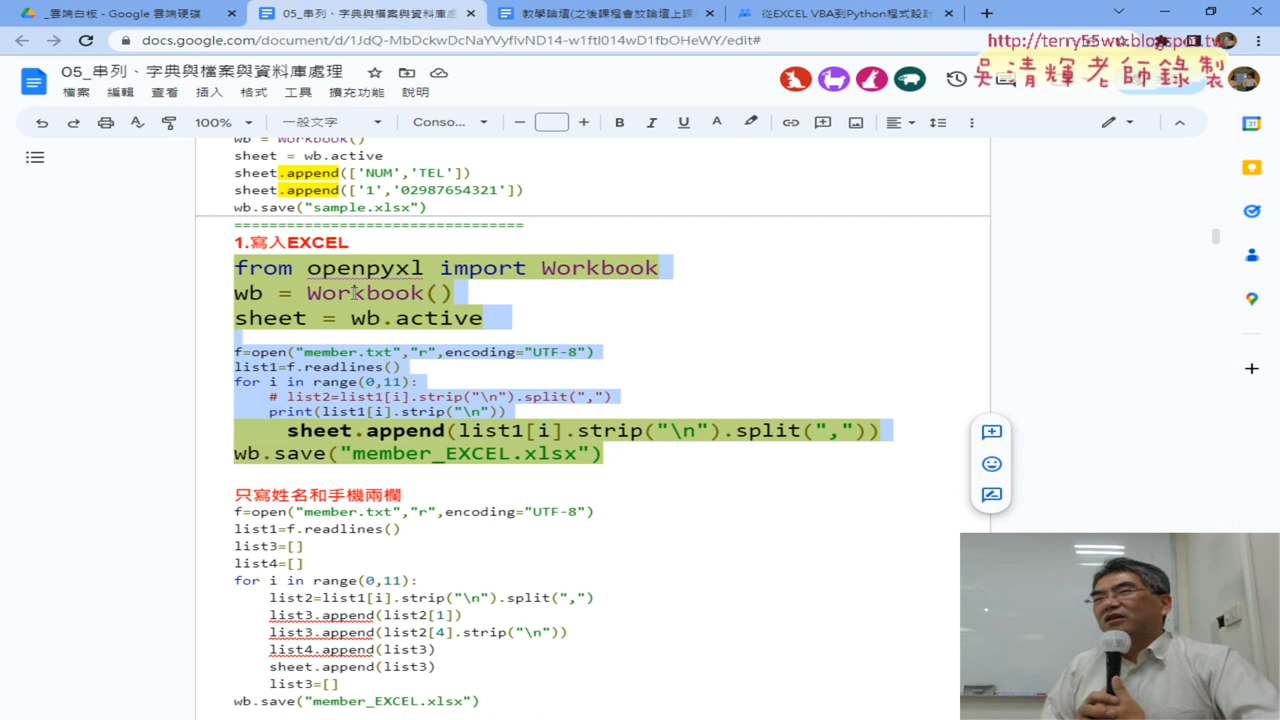 _雲端白板 - Google 雲端硬碟
05_串列、字典與檔案與資料庫處
教學論壇(之後課程會放論壇上課
從EXCEL VBA到Python程式設計
docs.google.com/document/d/1JdQ-MbDckwDcNaYVyflvND14-w1ftl014wD1fbOHeWY/edit#
http://terry55wu.blogspot.tw
吳清輝老師錄製
05_串列、字典與檔案與資料庫處理
檔案 編輯 查看 插入 格式 工具 擴充功能 說明
100% 一般文字 Conso... B I U A
wb = Workbook()
sheet = wb.active
sheet.append(['NUM','TEL'])
sheet.append(['1','02987654321'])
wb.save("sample.xlsx")
=================================
1.寫入EXCEL
from openpyxl import Workbook
wb = Workbook()
sheet = wb.active
f=open("member.txt","r",encoding="UTF-8")
list1=f.readlines()
for i in range(0,11):
# list2=list1[i].strip("\n").split(",")
print(list1[i].strip("\n"))
sheet.append(list1[i].strip("\n").split(","))
wb.save("member_EXCEL.xlsx")
只寫姓名和手機兩欄
f=open("member.txt","r",encoding="UTF-8")
list1=f.readlines()
list3=[]
list4=[]
for i in range(0,11):
list2=list1[i].strip("\n").split(",")
list3.append(list2[1])
list3.append(list2[4].strip("\n"))
list4.append(list3)
sheet.append(list3)
list3=[]
wb.save("member_EXCEL.xlsx")